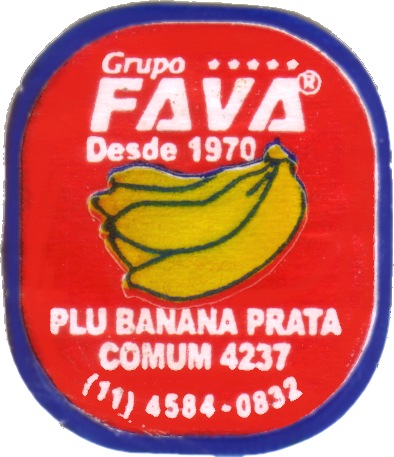 Grupo *****
FAVA®
Desde 1970
PLU BANANA PRATA
COMUM 4237
(11) 4584-0832